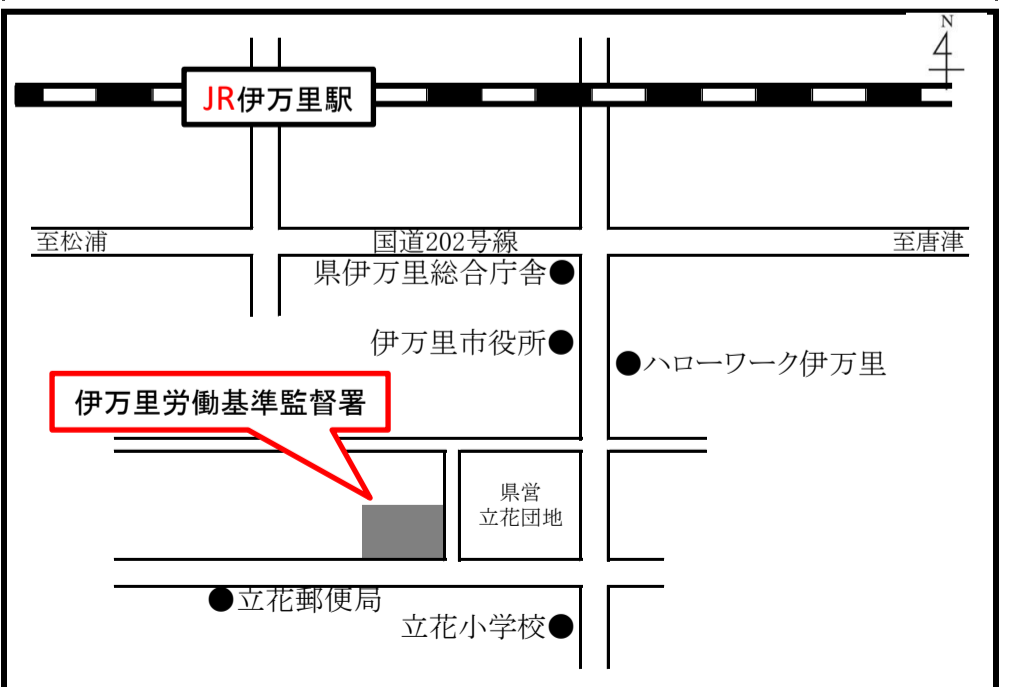 N
JR伊万里駅
至松浦
国道202号線
至唐津
県伊万里総合庁舎●
伊万里市役所●
●ハローワーク伊万里
伊万里労働基準監督署
県営
立花団地
●立花郵便局
立花小学校●